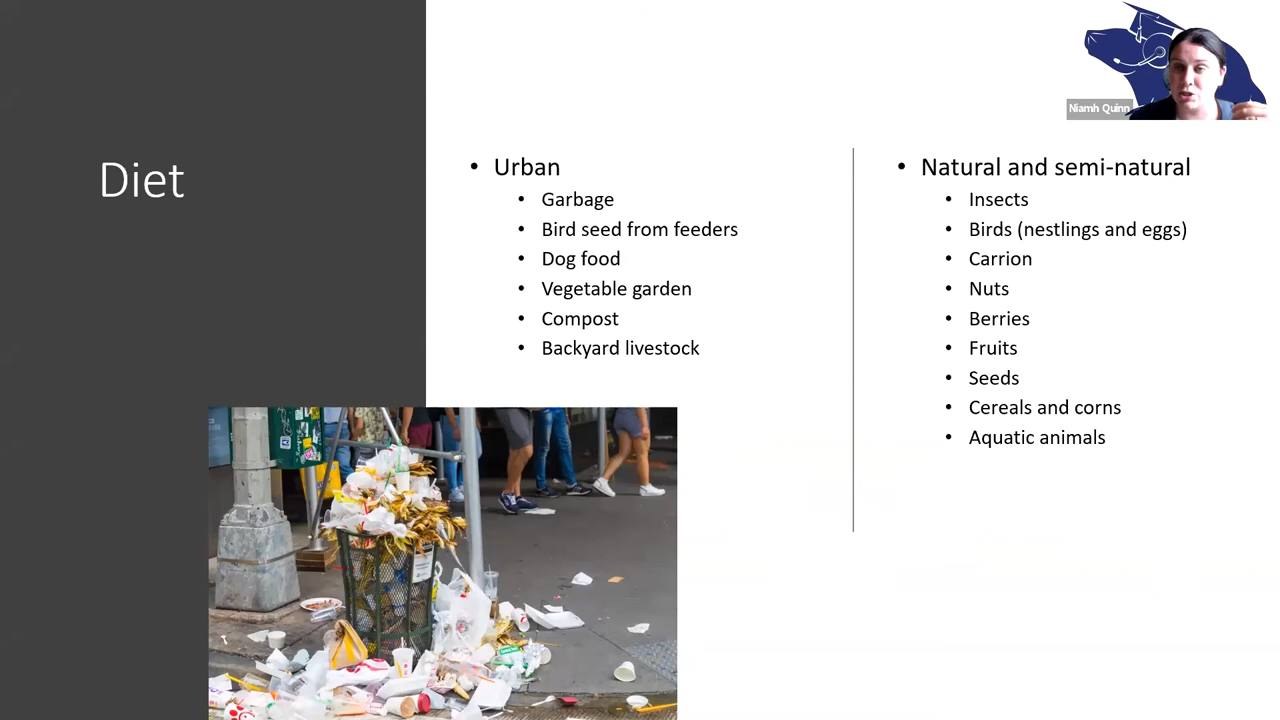 Diet
• Urban
• Garbage
• Bird seed from feeders
• Dog food
• Vegetable garden
• Compost
• Backyard livestock
• Natural and semi-natural
• Insects
• Birds (nestlings and eggs)
• Carrion
• Nuts
• Berries
• Fruits
• Seeds
• Cereals and corns
• Aquatic animals
Niamh Quinn